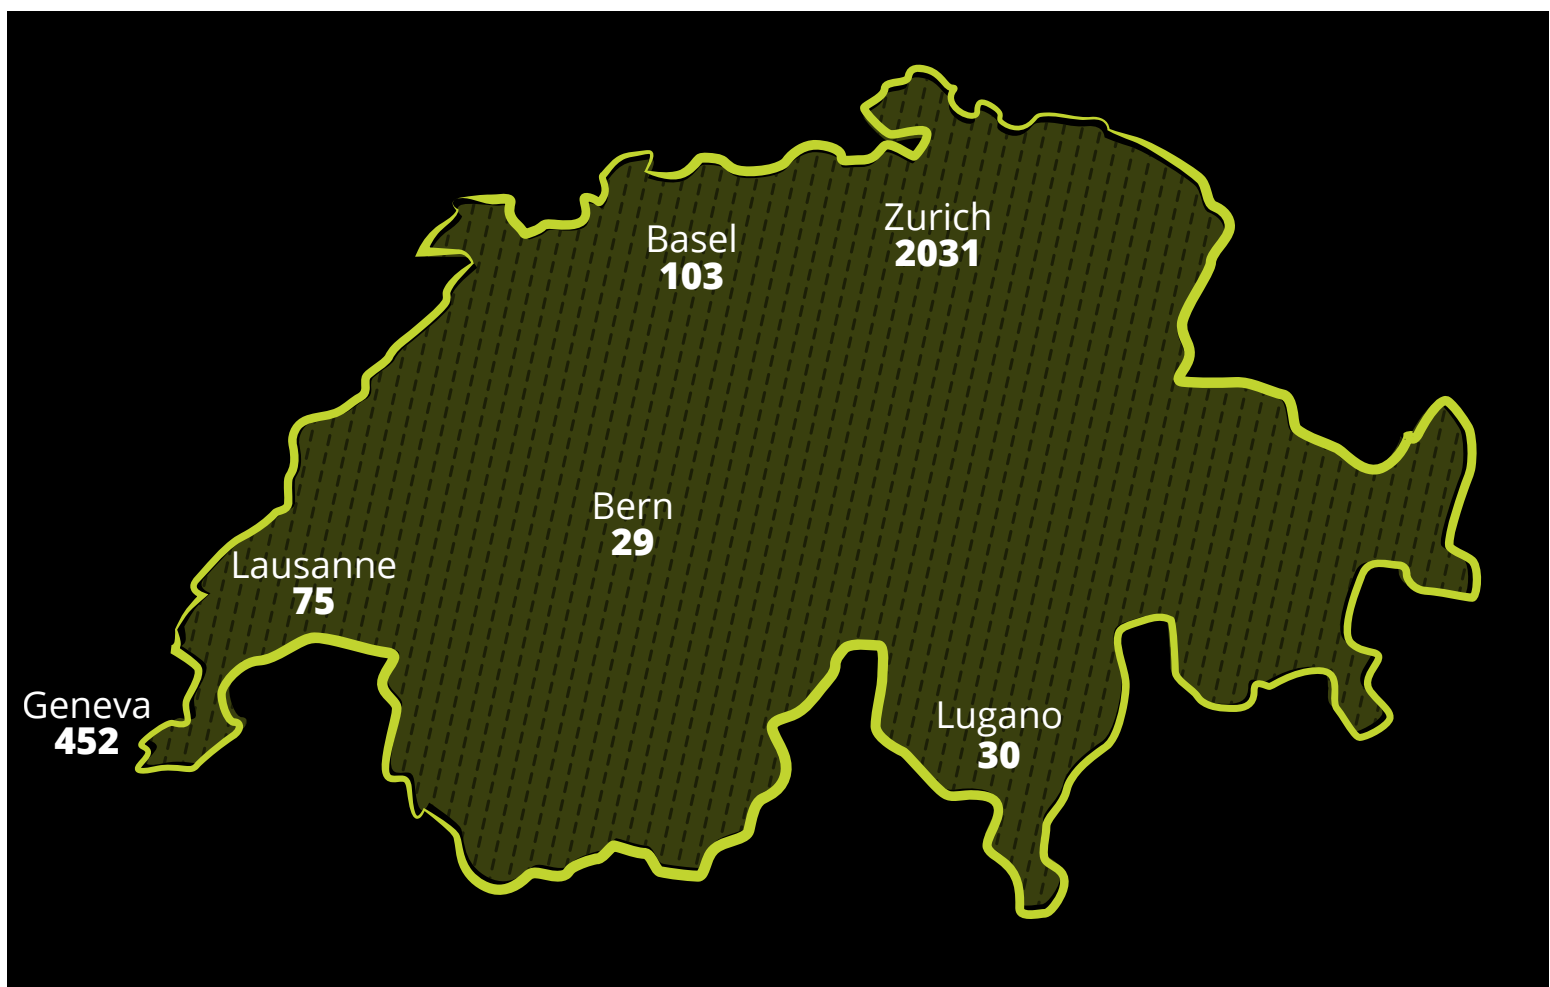 Zurich
2031
Basel
103
Bern
29
Lausanne
75
Geneva
452
Lugano
30